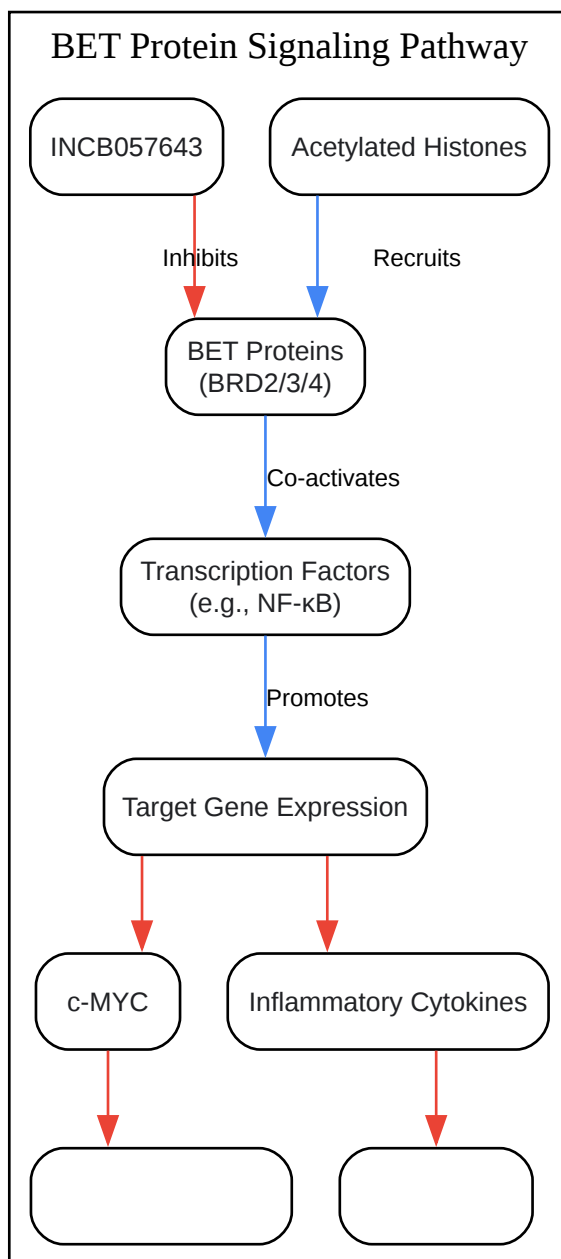 BET Protein Signaling Pathway
INCB057643
Acetylated Histones
Inhibits
Recruits
BET Proteins
(BRD2/3/4)
Co-activates
Transcription Factors
(e.g., NF-κB)
Promotes
Target Gene Expression
c-MYC
Inflammatory Cytokines